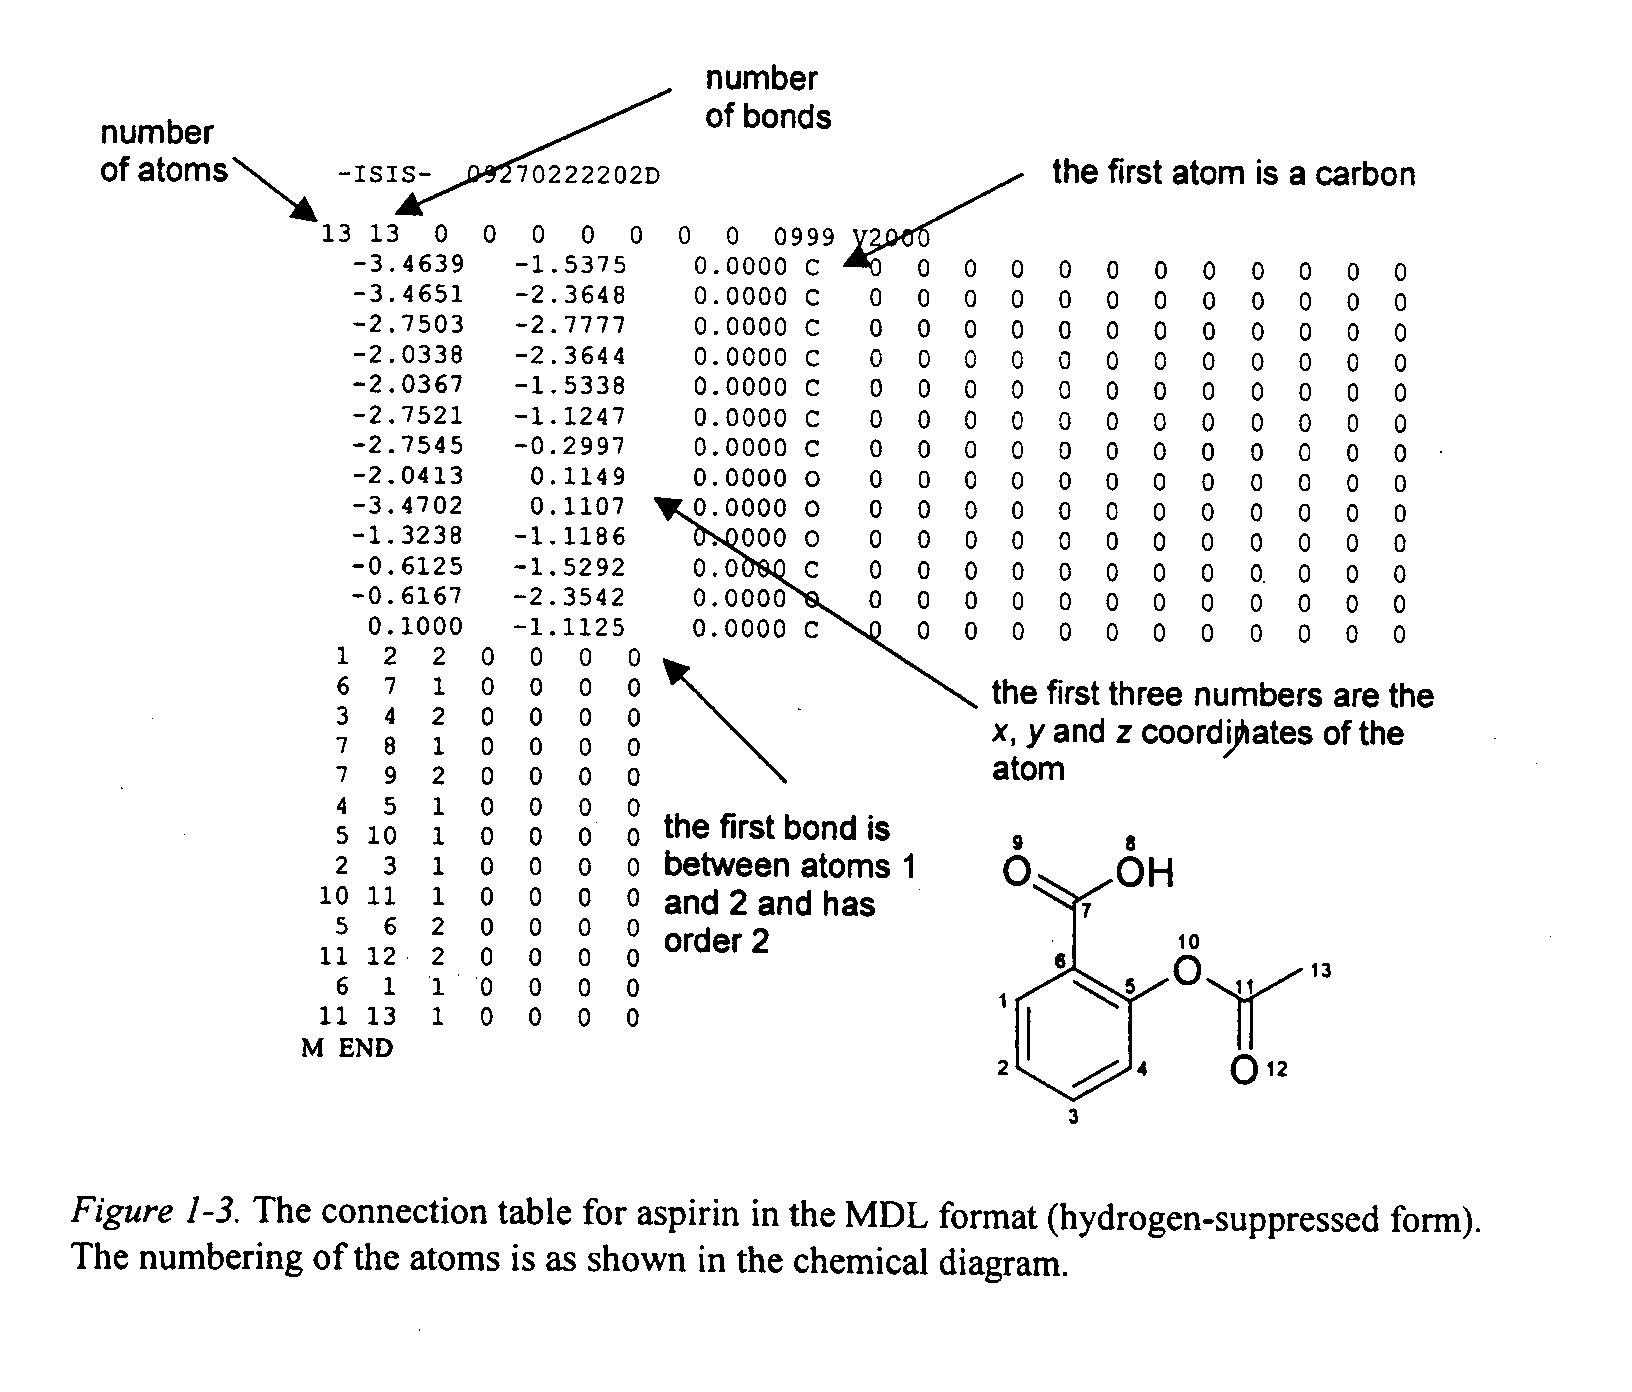 number
of bonds
number
of atoms
-ISIS-  09270222202D
the first atom is a carbon
13 13 0 0 0 0 0 0 0 0999 V2000
-3.4639 -1.5375 0.0000 C 0 0 0 0 0 0 0 0 0 0 0 0
-3.4651 -2.3648 0.0000 C 0 0 0 0 0 0 0 0 0 0 0 0
-2.7503 -2.7777 0.0000 C 0 0 0 0 0 0 0 0 0 0 0 0
-2.0338 -2.3644 0.0000 C 0 0 0 0 0 0 0 0 0 0 0 0
-2.0367 -1.5338 0.0000 C 0 0 0 0 0 0 0 0 0 0 0 0
-2.7521 -1.1247 0.0000 C 0 0 0 0 0 0 0 0 0 0 0 0
-2.7545 -0.2997 0.0000 C 0 0 0 0 0 0 0 0 0 0 0 0
-2.0413 0.1149 0.0000 O 0 0 0 0 0 0 0 0 0 0 0 0
-3.4702 0.1107 0.0000 O 0 0 0 0 0 0 0 0 0 0 0 0
-1.3238 -1.1186 0.0000 O 0 0 0 0 0 0 0 0 0 0 0 0
-0.6125 -1.5292 0.0000 C 0 0 0 0 0 0 0 0 0 0 0 0
-0.6167 -2.3542 0.0000 O 0 0 0 0 0 0 0 0 0 0 0 0
0.1000 -1.1125 0.0000 C 0 0 0 0 0 0 0 0 0 0 0 0
1 2 2 0 0 0 0
6 7 1 0 0 0 0
3 4 2 0 0 0 0
7 8 1 0 0 0 0
7 9 2 0 0 0 0
4 5 1 0 0 0 0
5 10 1 0 0 0 0
2 3 1 0 0 0 0
10 11 1 0 0 0 0
5 6 2 0 0 0 0
11 12 2 0 0 0 0
6 1 1 0 0 0 0
11 13 1 0 0 0 0
M END
the first three numbers are the
x, y and z coordinates of the
atom
the first bond is
between atoms 1
and 2 and has
order 2
9 8
O OH
7
10
6 5 O 11 13
1
2 4 O 12
3
Figure 1-3. The connection table for aspirin in the MDL format (hydrogen-suppressed form).
The numbering of the atoms is as shown in the chemical diagram.